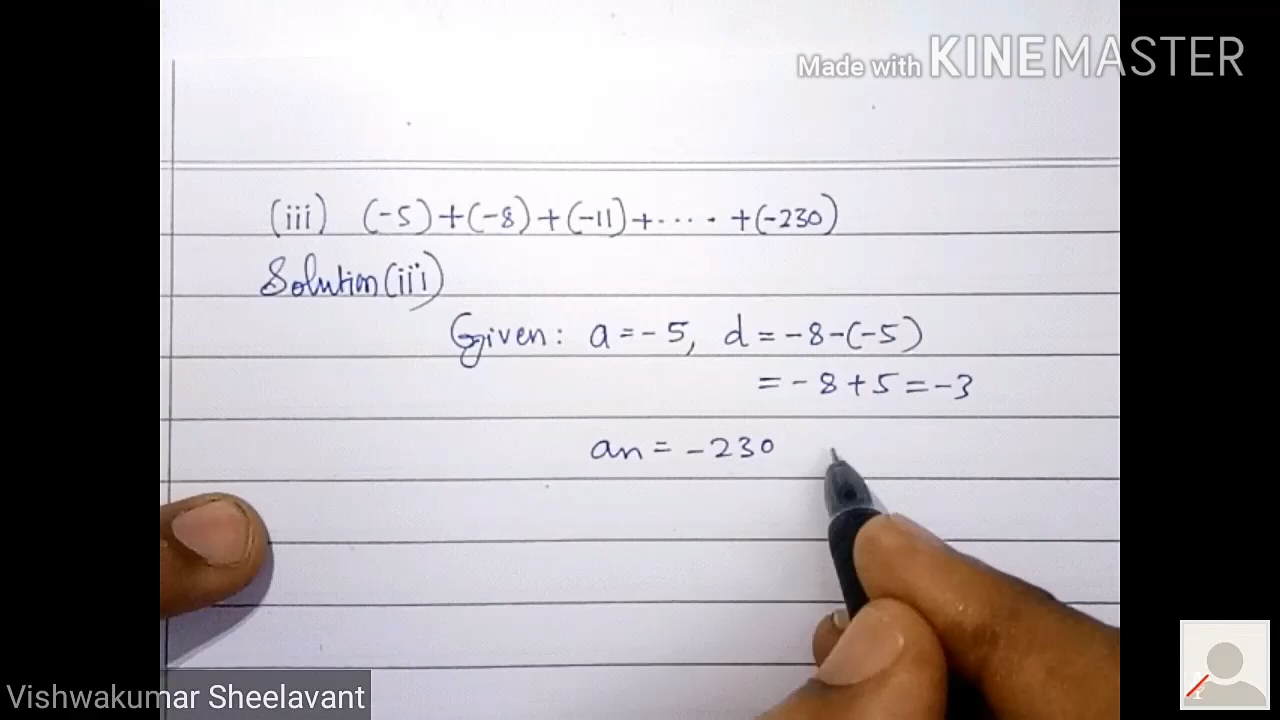 Made with KINEMASTER
(iii) (-5)+(-8)+(-11)+····+(-230)
Solution(iii)
Given: a=-5, d=-8-(-5)
=-8+5=-3
an=-230
Vishwakumar Sheelavant